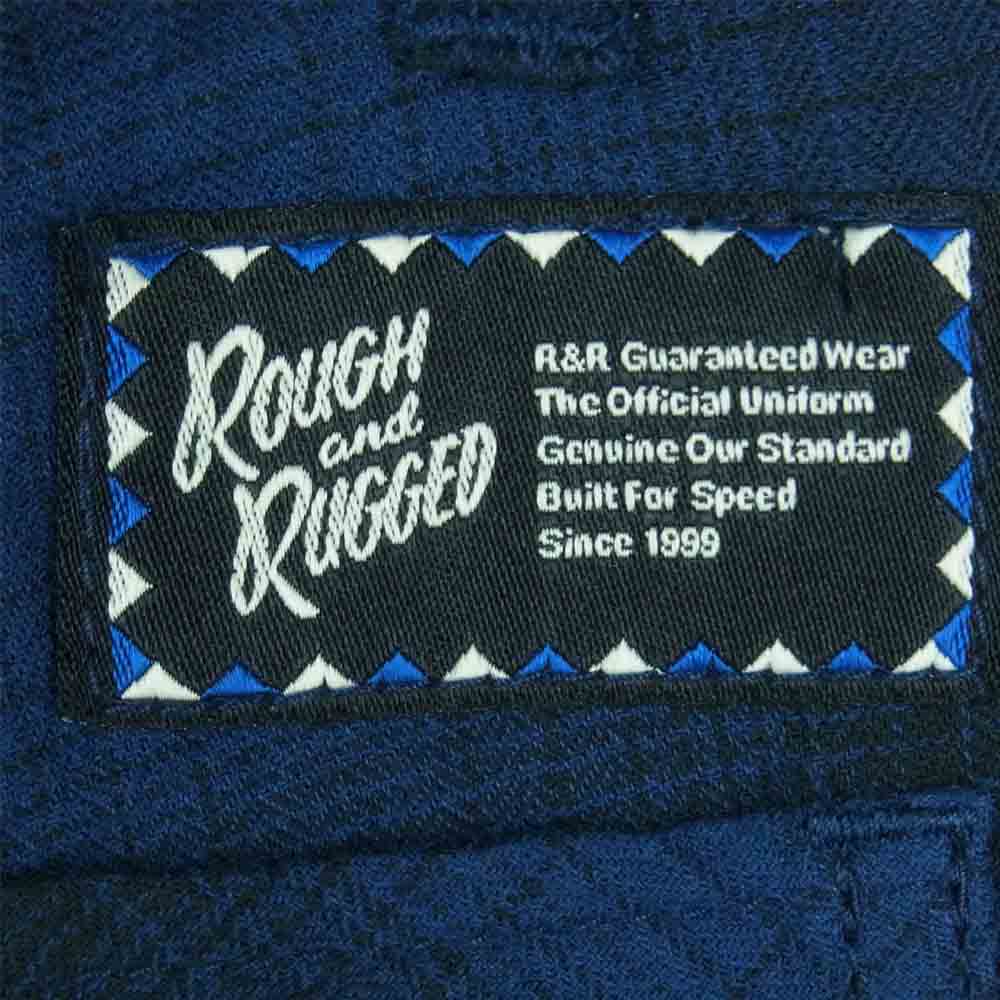 ROUGH
and
RUGGED
R&R Guaranteed Wear
The Official Uniform
Genuine Our Standard
Built For Speed
Since 1999